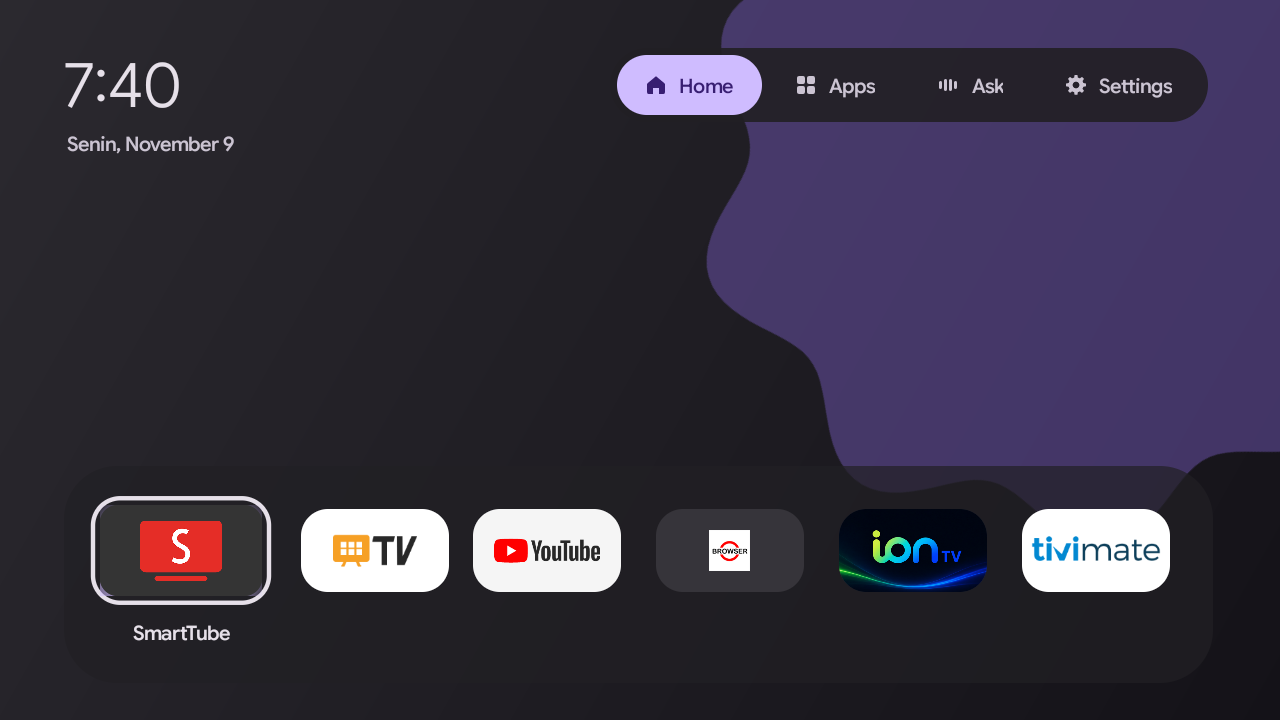 7:40
Senin, November 9
Home
Apps
Ask
Settings
S
TV
YouTube
BROWSER
ion TV
tivimate
SmartTube